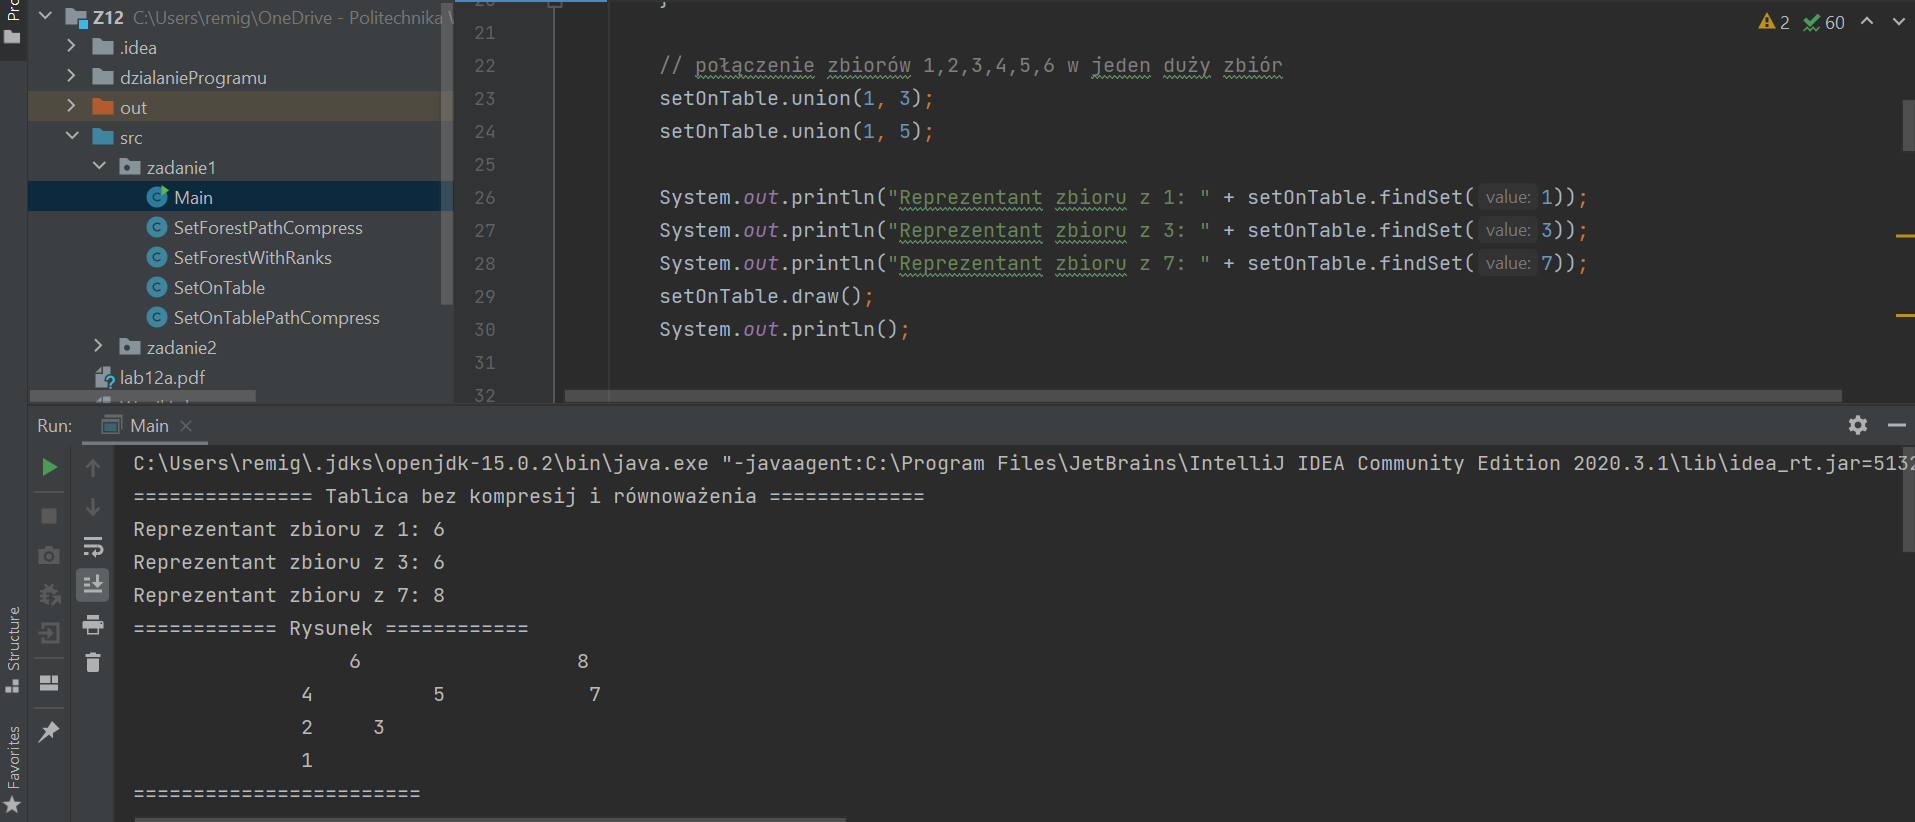 Z12 C:\Users\remig\OneDrive - Politechnika
.idea
dzialanieProgramu
out
src
zadanie1
Main
SetForestPathCompress
SetForestWithRanks
SetOnTable
SetOnTablePathCompress
zadanie2
lab12a.pdf
2 60
21
22 // połączenie zbiorów 1,2,3,4,5,6 w jeden duży zbiór
23 setOnTable.union(1, 3);
24 setOnTable.union(1, 5);
25
26 System.out.println("Reprezentant zbioru z 1: " + setOnTable.findSet( value: 1));
27 System.out.println("Reprezentant zbioru z 3: " + setOnTable.findSet( value: 3));
28 System.out.println("Reprezentant zbioru z 7: " + setOnTable.findSet( value: 7));
29 setOnTable.draw();
30 System.out.println();
31
32
Run: Main
C:\Users\remig\.jdks\openjdk-15.0.2\bin\java.exe "-javaagent:C:\Program Files\JetBrains\IntelliJ IDEA Community Edition 2020.3.1\lib\idea_rt.jar=5132
=============== Tablica bez kompresij i równoważenia =============
Reprezentant zbioru z 1: 6
Reprezentant zbioru z 3: 6
Reprezentant zbioru z 7: 8
============ Rysunek ============
6 8
4 5 7
2 3
1
========================
Structure
Favorites